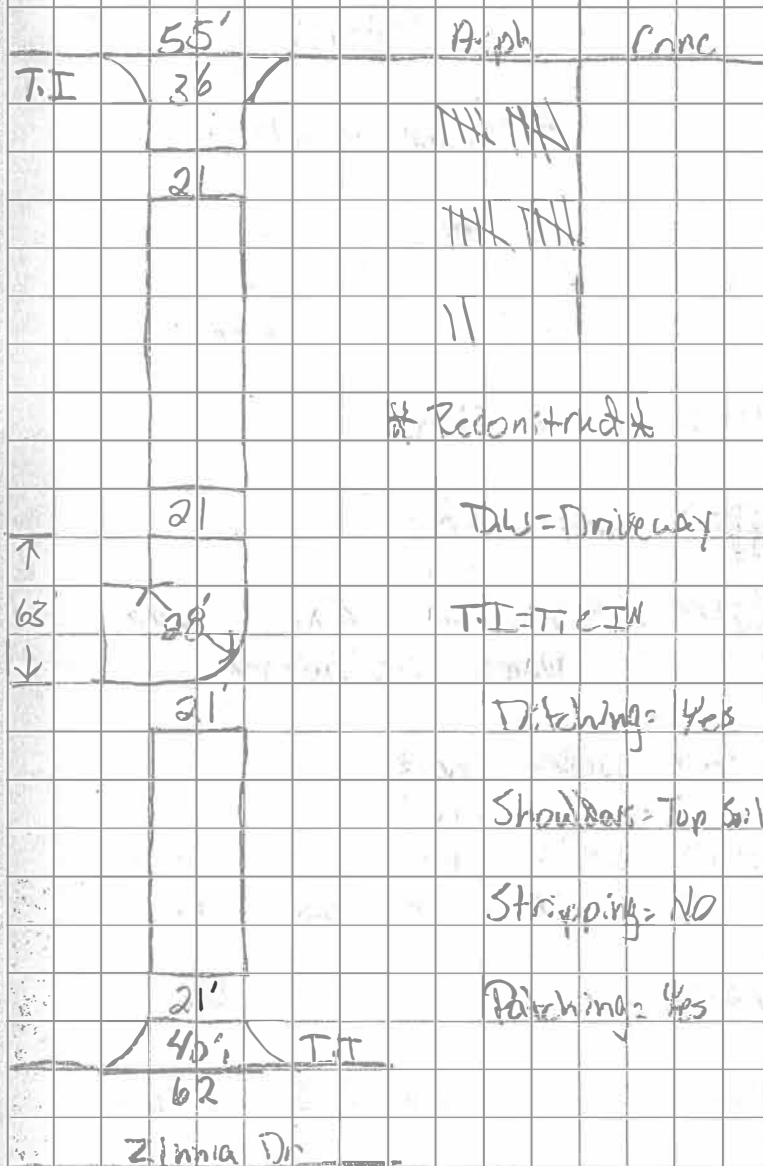 55' Asph Conc
T.I 36
21
* Reconstruct *
21 D.W = Driveway
63 28' T.I = Tie IN
21' Ditching = Yes
Shoulders = Top Soil
Stripping = NO
21' Patching = Yes
40' T.I
62
Zinnia Dr